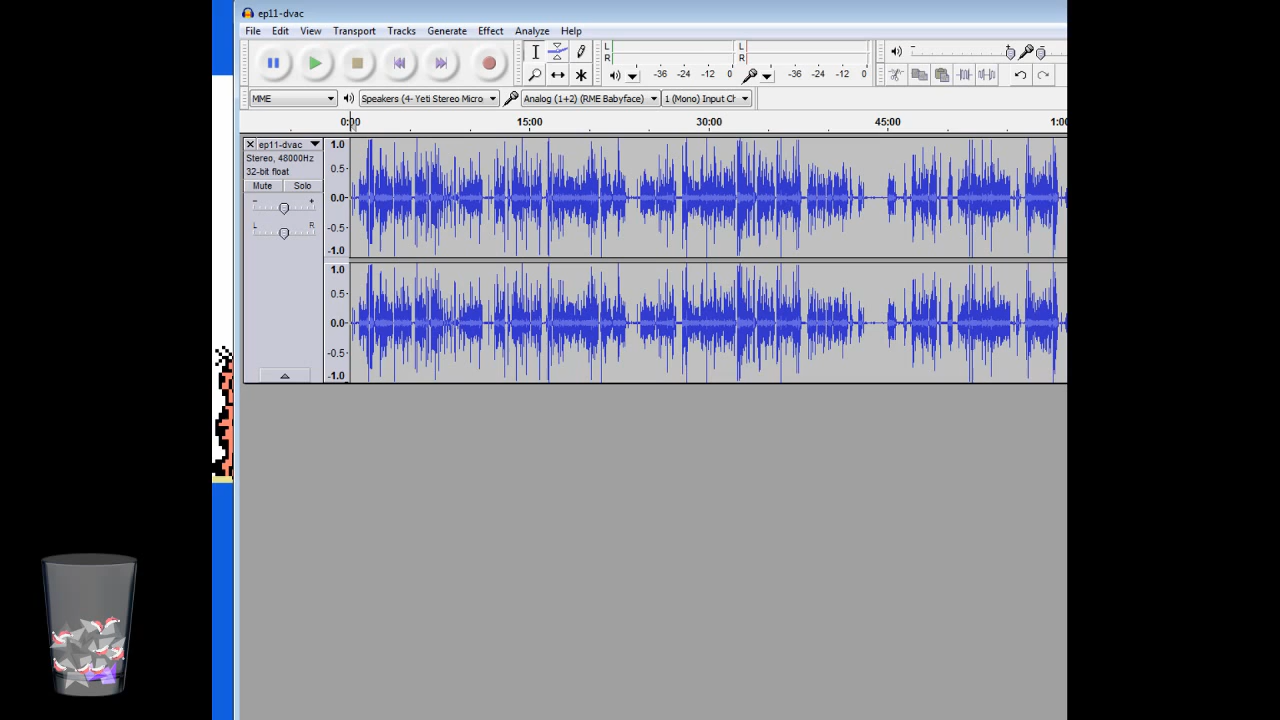 ep11-dvac
File Edit View Transport Tracks Generate Effect Analyze Help
L L
R R
-36 -24 -12 0 -36 -24 -12 0
MME Speakers (4- Yeti Stereo Micro Analog (1+2) (RME Babyface) 1 (Mono) Input Ch
0:00 15:00 30:00 45:00 1:00
ep11-dvac
Stereo, 48000Hz
32-bit float
Mute Solo
- +
L R
1.0
0.5
0.0
-0.5
-1.0
1.0
0.5
0.0
-0.5
-1.0